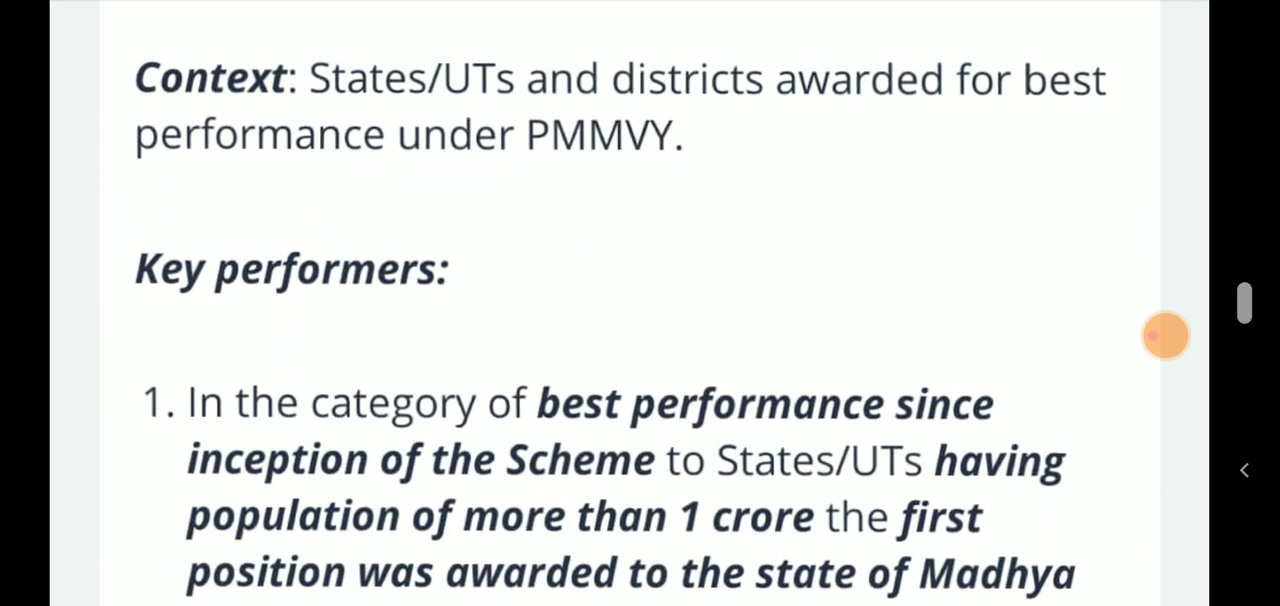 Context: States/UTs and districts awarded for best
performance under PMMVY.
Key performers:
1. In the category of best performance since
inception of the Scheme to States/UTs having
population of more than 1 crore the first
position was awarded to the state of Madhya